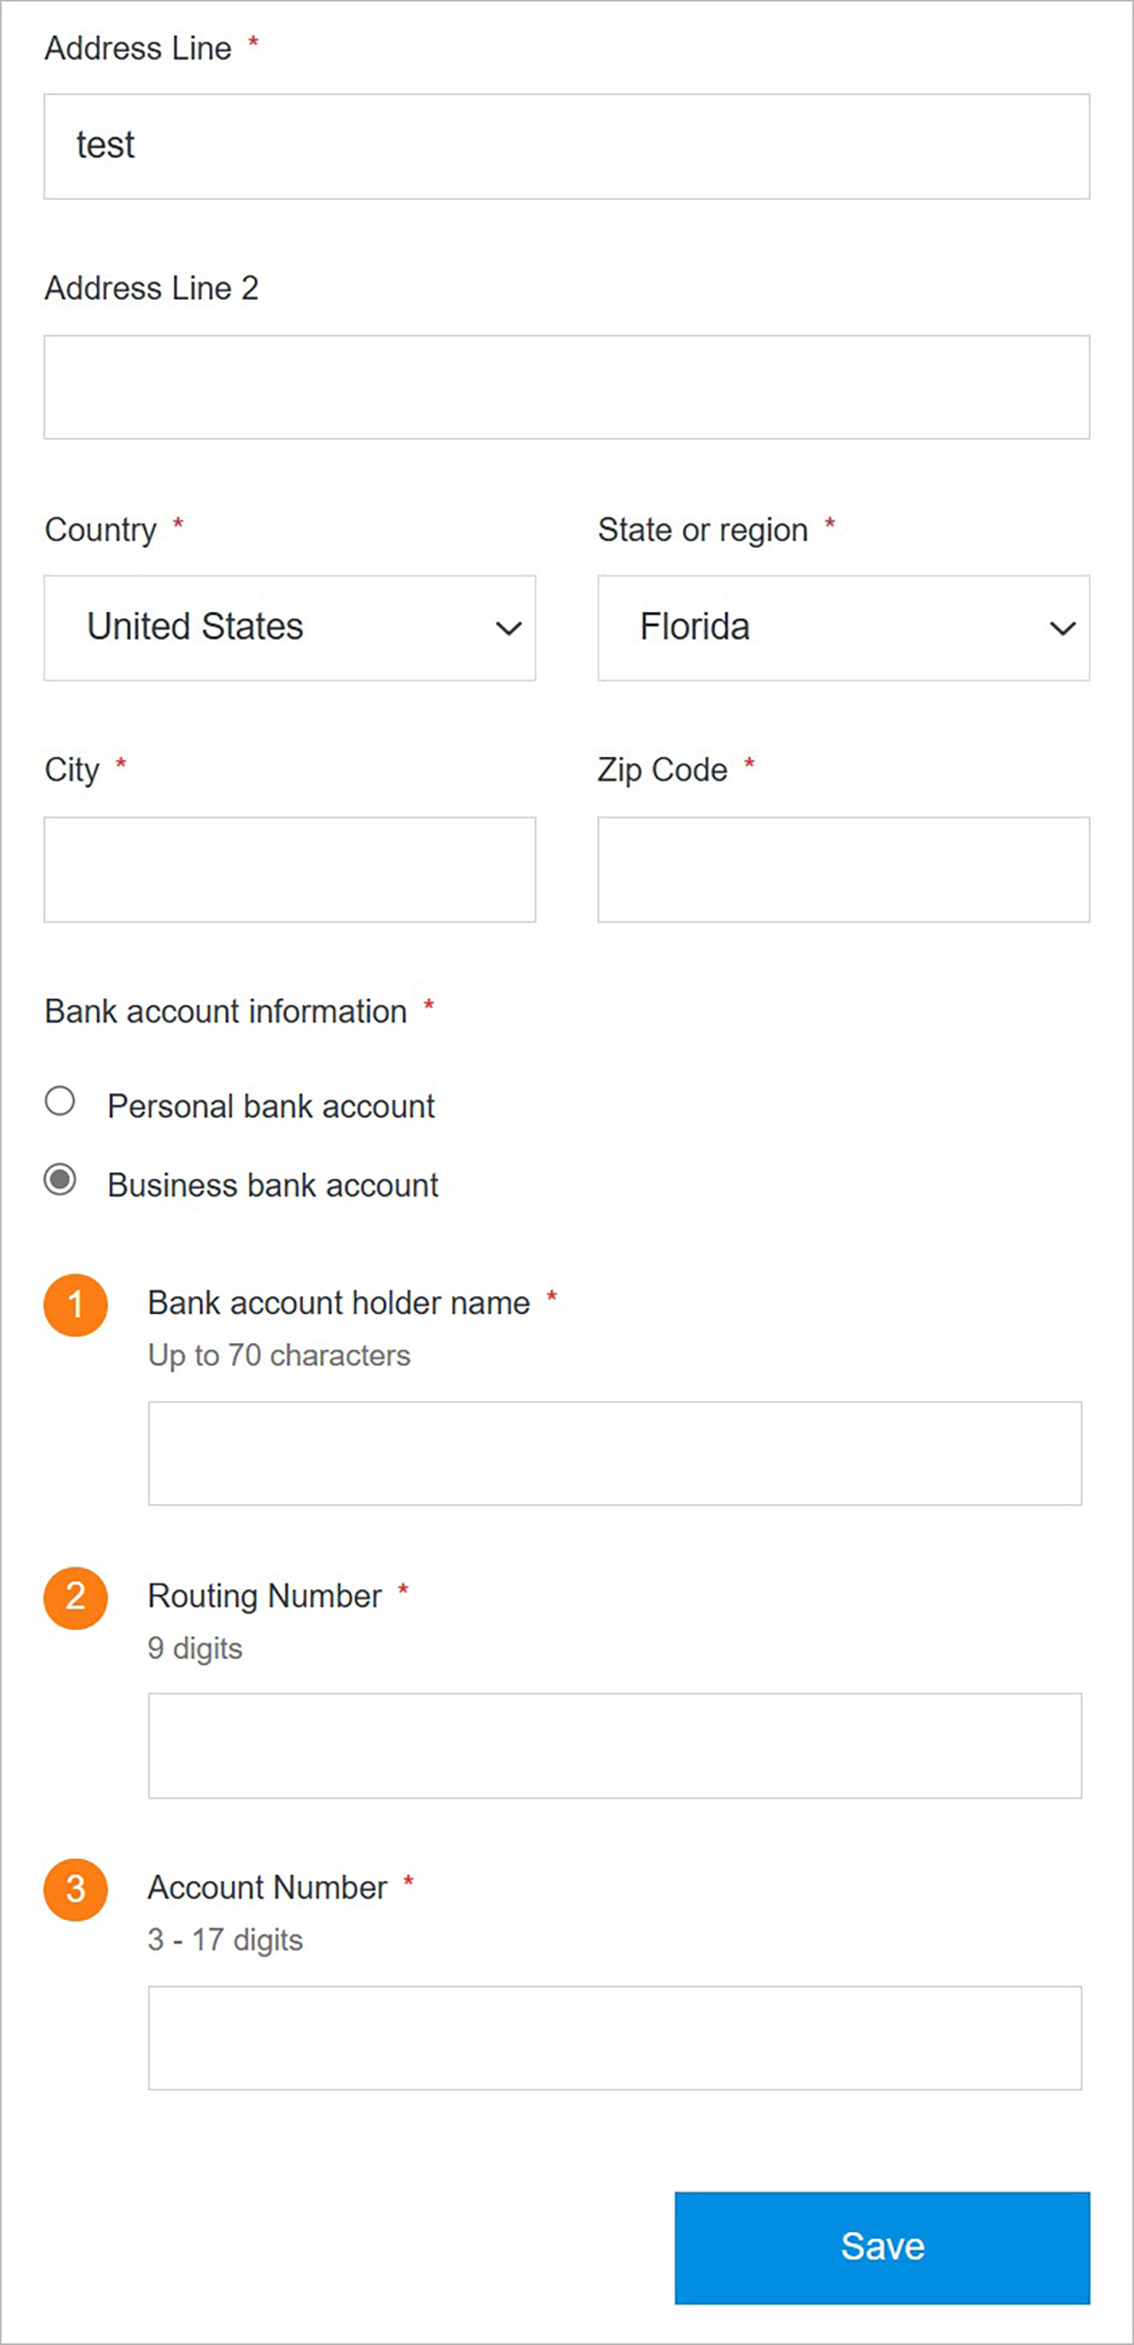 Address Line *
test
Address Line 2
Country * State or region *
United States Florida
City * Zip Code *
Bank account information *
Personal bank account
Business bank account
1 Bank account holder name *
Up to 70 characters
2 Routing Number *
9 digits
3 Account Number *
3 - 17 digits
Save